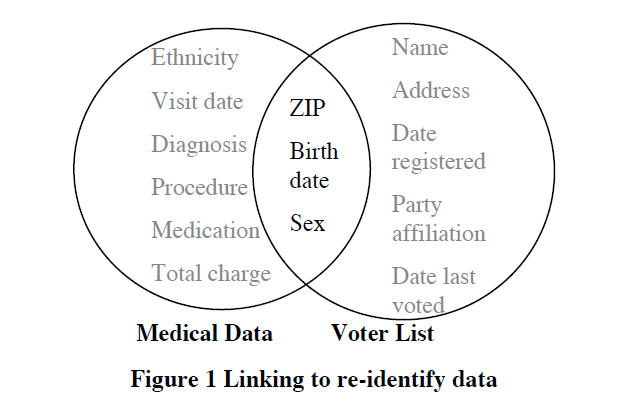 Ethnicity
Visit date
Diagnosis
Procedure
Medication
Total charge
ZIP
Birth
date
Sex
Name
Address
Date
registered
Party
affiliation
Date last
voted
Medical Data
Voter List
Figure 1 Linking to re-identify data